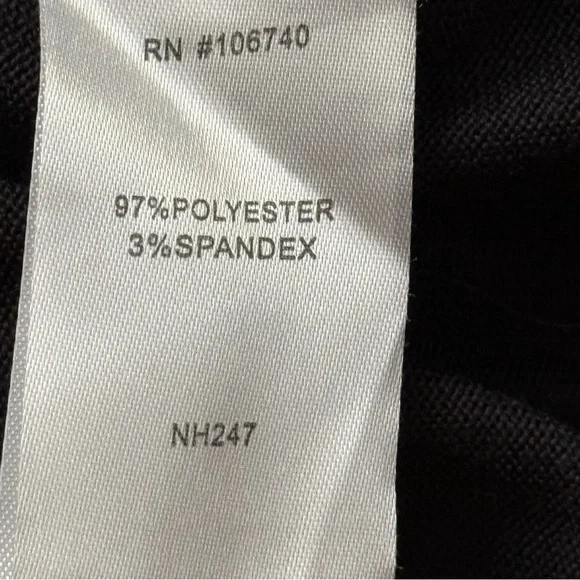 RN #106740
97%POLYESTER
3%SPANDEX
NH247